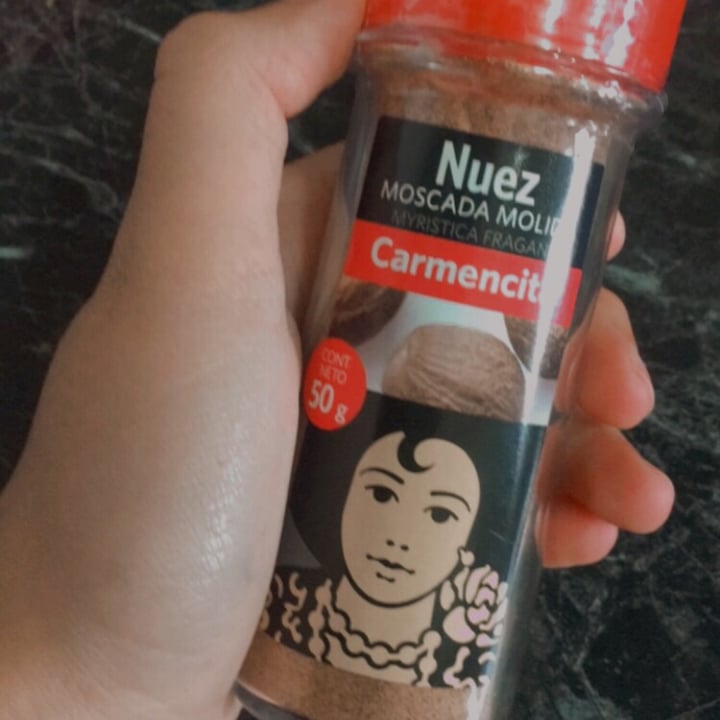 Nuez
MOSCADA MOLID
MYRISTICA FRAGAN
Carmencit
CONT
NETO
50 g